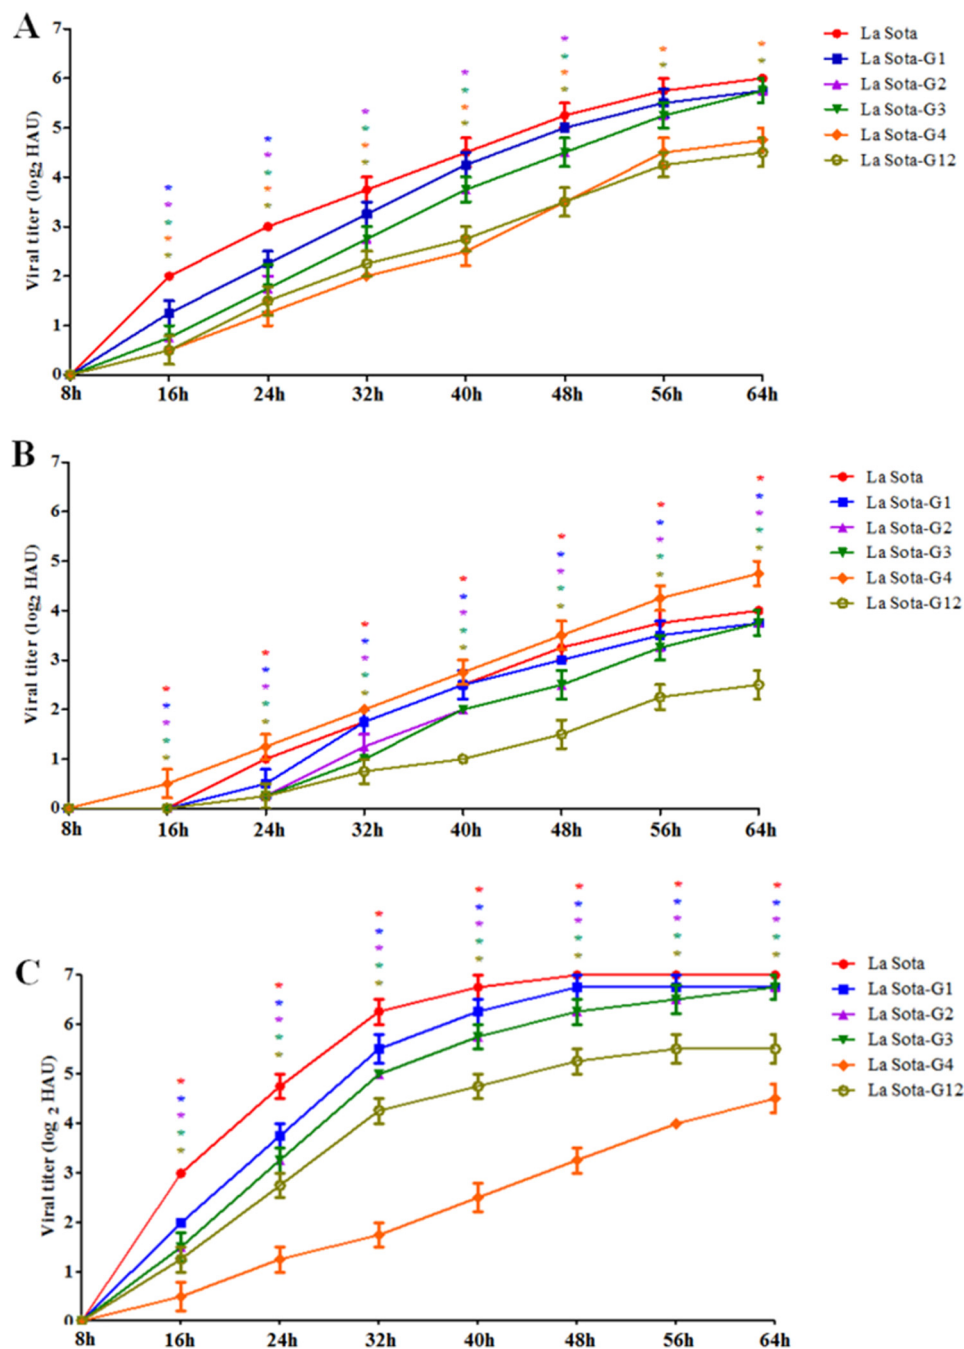 A
Viral titer (log2 HAU)
7
6
5
4
3
2
1
0
8h 16h 24h 32h 40h 48h 56h 64h
La Sota
La Sota-G1
La Sota-G2
La Sota-G3
La Sota-G4
La Sota-G12
B
Viral titer (log2 HAU)
7
6
5
4
3
2
1
0
8h 16h 24h 32h 40h 48h 56h 64h
La Sota
La Sota-G1
La Sota-G2
La Sota-G3
La Sota-G4
La Sota-G12
C
Viral titer (log 2 HAU)
7
6
5
4
3
2
1
0
8h 16h 24h 32h 40h 48h 56h 64h
La Sota
La Sota-G1
La Sota-G2
La Sota-G3
La Sota-G4
La Sota-G12